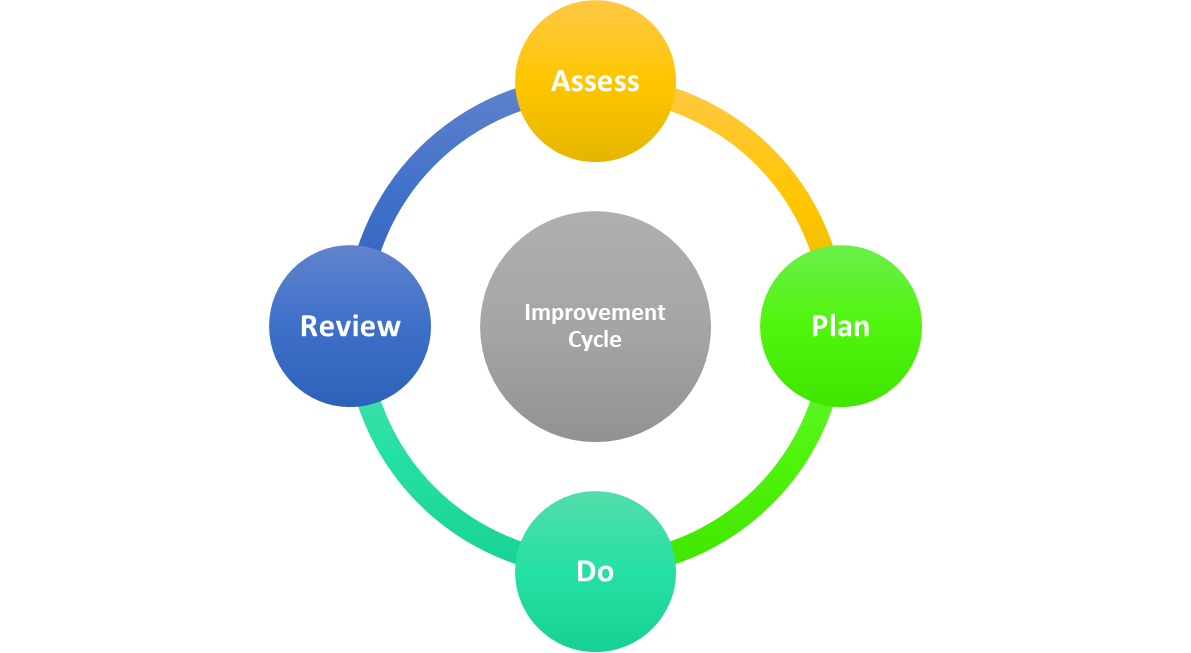 Assess
Plan
Do
Review
Improvement
Cycle